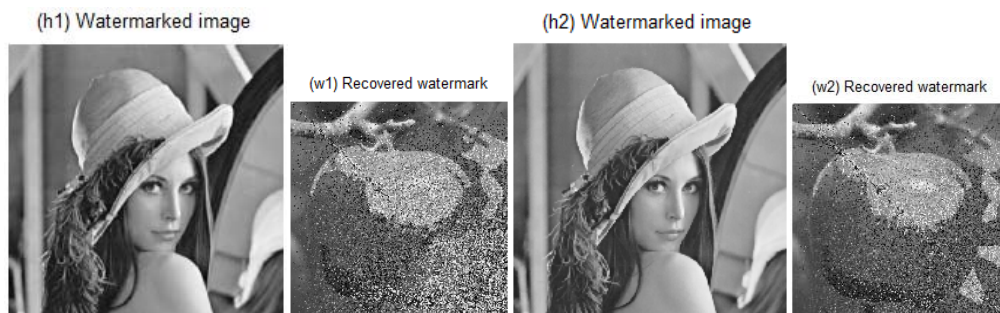 (h1) Watermarked image
(w1) Recovered watermark
(h2) Watermarked image
(w2) Recovered watermark